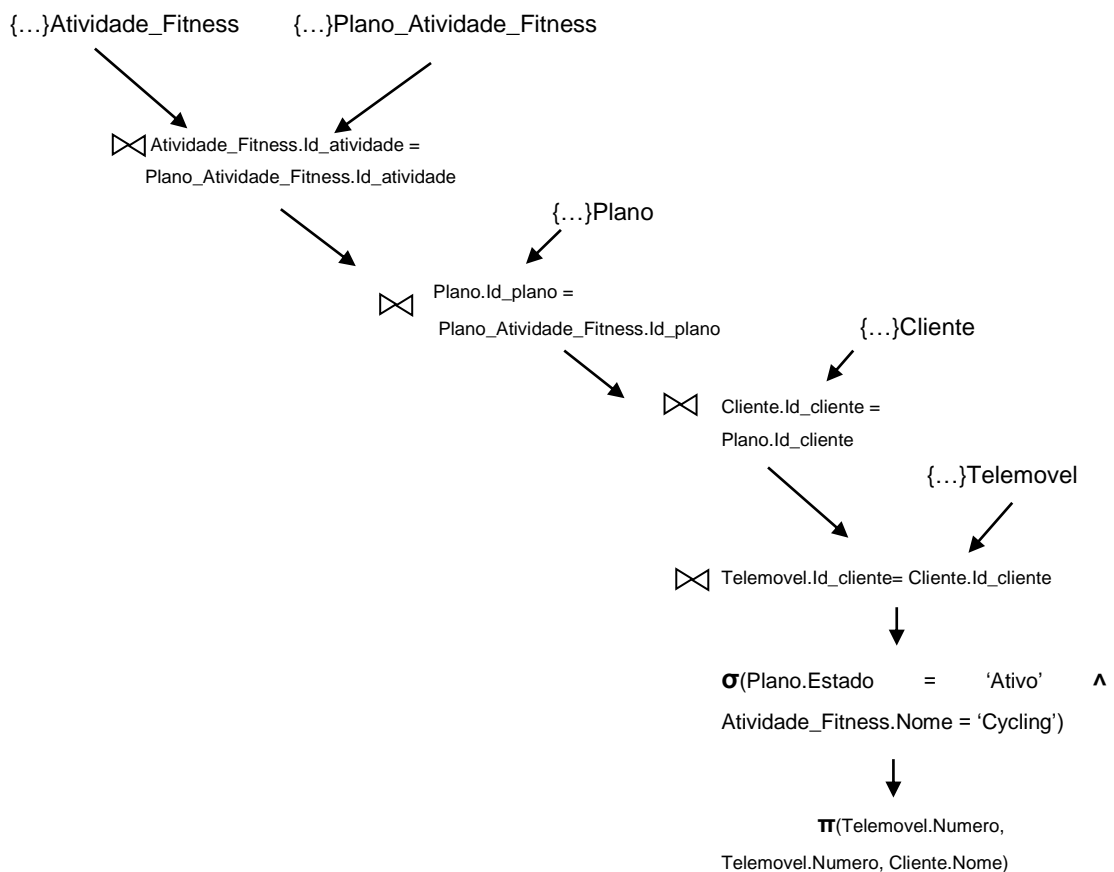 {…}Atividade_Fitness {…}Plano_Atividade_Fitness
⋈ Atividade_Fitness.Id_atividade =
Plano_Atividade_Fitness.Id_atividade
{…}Plano
⋈ Plano.Id_plano =
Plano_Atividade_Fitness.Id_plano
{…}Cliente
⋈ Cliente.Id_cliente =
Plano.Id_cliente
{…}Telemovel
⋈ Telemovel.Id_cliente= Cliente.Id_cliente
σ(Plano.Estado = ‘Ativo’ ^
Atividade_Fitness.Nome = ‘Cycling’)
π(Telemovel.Numero,
Telemovel.Numero, Cliente.Nome)